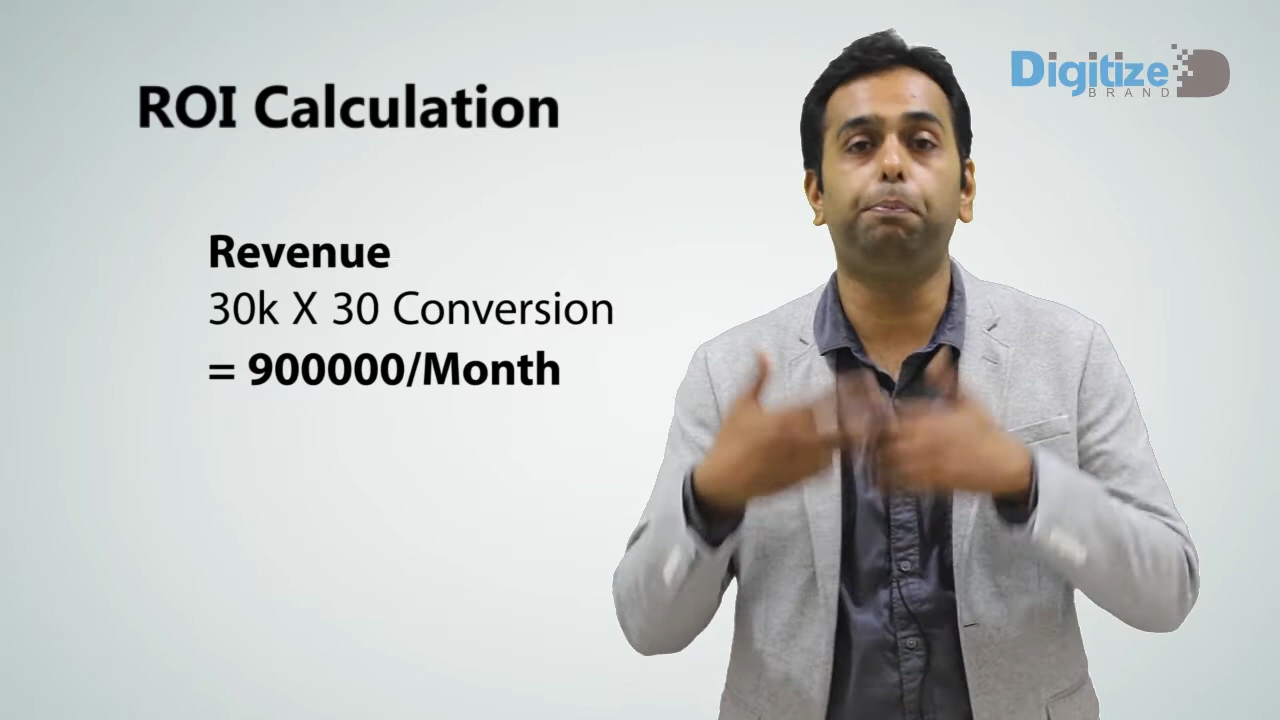 ROI Calculation
Digitize
BRAND
Revenue
30k X 30 Conversion
= 900000/Month